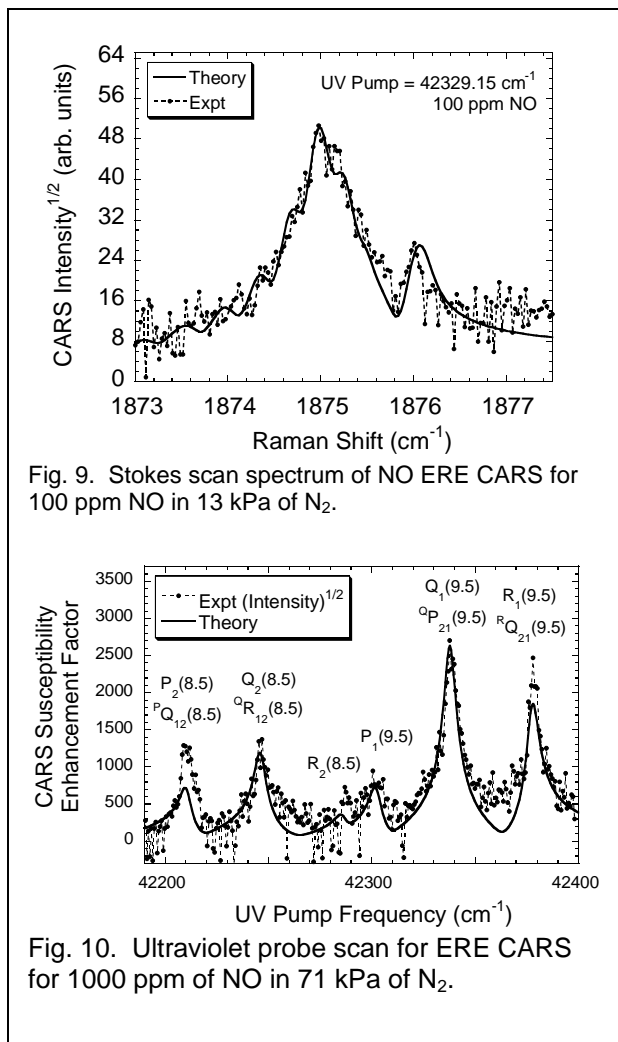 64
56
48
40
32
24
16
8
0
CARS Intensity^1/2 (arb. units)
Theory
Expt
UV Pump = 42329.15 cm^-1
100 ppm NO
1873 1874 1875 1876 1877
Raman Shift (cm^-1)
Fig. 9. Stokes scan spectrum of NO ERE CARS for
100 ppm NO in 13 kPa of N₂.
3500
3000
2500
2000
1500
1000
500
0
CARS Susceptibility
Enhancement Factor
Expt (Intensity)^1/2
Theory
P₂(8.5)
^PQ₁₂(8.5)
Q₂(8.5)
^QR₁₂(8.5)
R₂(8.5)
P₁(9.5)
Q₁(9.5)
^QP₂₁(9.5)
R₁(9.5)
^RQ₂₁(9.5)
42200 42300 42400
UV Pump Frequency (cm^-1)
Fig. 10. Ultraviolet probe scan for ERE CARS
for 1000 ppm of NO in 71 kPa of N₂.